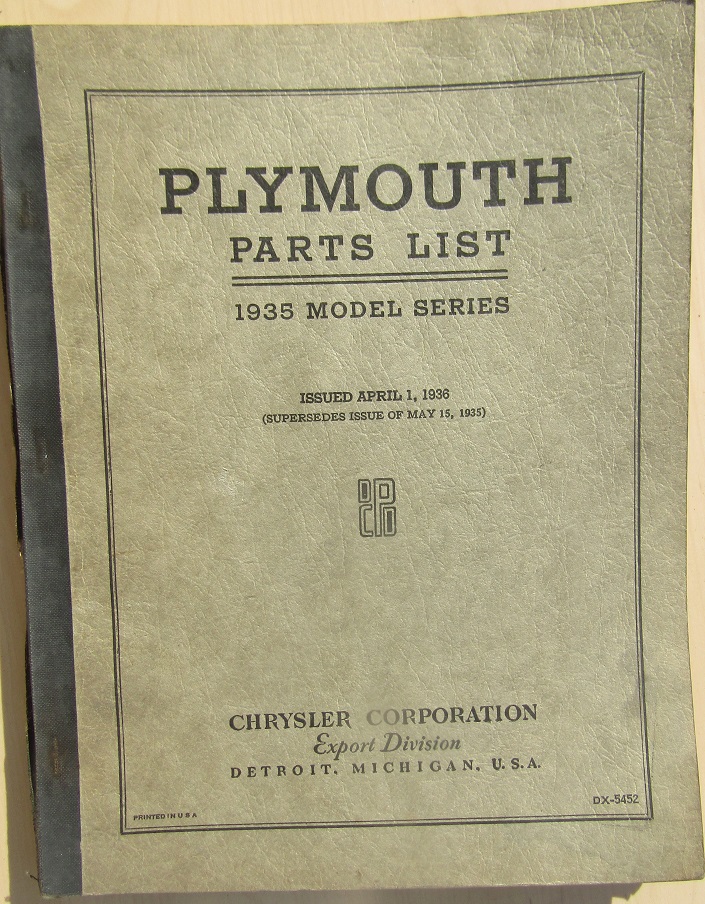 PLYMOUTH
PARTS LIST
1935 MODEL SERIES
ISSUED APRIL 1, 1936
(SUPERSEDES ISSUE OF MAY 15, 1935)
DPCD
CHRYSLER CORPORATION
Export Division
DETROIT, MICHIGAN, U.S.A.
DX-5452
PRINTED IN U S A